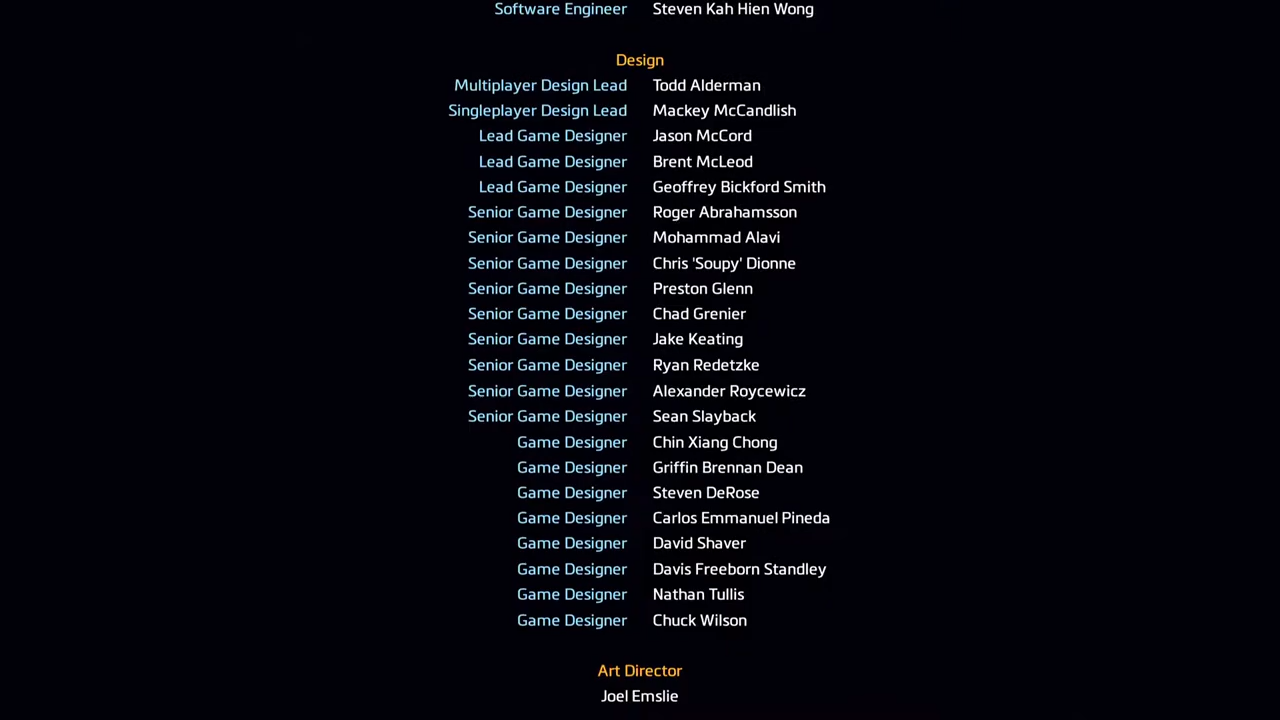 Software Engineer Steven Kah Hien Wong
Design
Multiplayer Design Lead Todd Alderman
Singleplayer Design Lead Mackey McCandlish
Lead Game Designer Jason McCord
Lead Game Designer Brent McLeod
Lead Game Designer Geoffrey Bickford Smith
Senior Game Designer Roger Abrahamsson
Senior Game Designer Mohammad Alavi
Senior Game Designer Chris 'Soupy' Dionne
Senior Game Designer Preston Glenn
Senior Game Designer Chad Grenier
Senior Game Designer Jake Keating
Senior Game Designer Ryan Redetzke
Senior Game Designer Alexander Roycewicz
Senior Game Designer Sean Slayback
Game Designer Chin Xiang Chong
Game Designer Griffin Brennan Dean
Game Designer Steven DeRose
Game Designer Carlos Emmanuel Pineda
Game Designer David Shaver
Game Designer Davis Freeborn Standley
Game Designer Nathan Tullis
Game Designer Chuck Wilson
Art Director
Joel Emslie